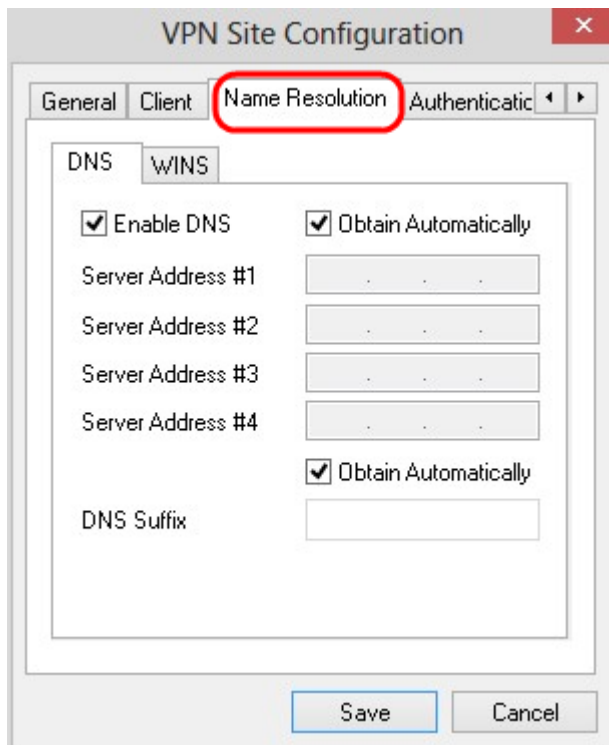 VPN Site Configuration
General Client Name Resolution Authenticatic
DNS WINS
Enable DNS Obtain Automatically
Server Address #1
Server Address #2
Server Address #3
Server Address #4
Obtain Automatically
DNS Suffix
Save Cancel